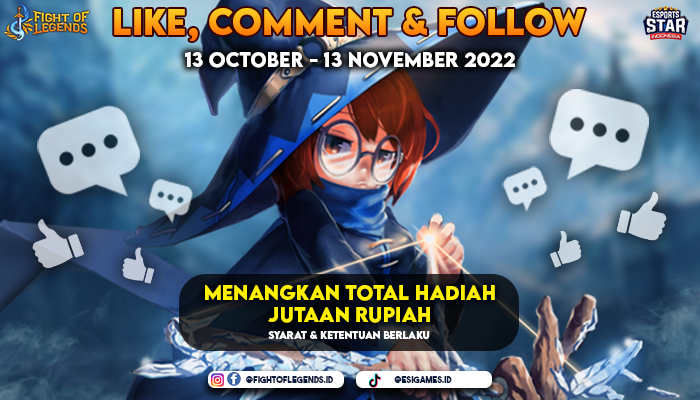 FIGHT OF
LEGENDS
LIKE, COMMENT & FOLLOW
ESPORTS
STAR
INDONESIA
13 OCTOBER - 13 NOVEMBER 2022
MENANGKAN TOTAL HADIAH
JUTAAN RUPIAH
SYARAT & KETENTUAN BERLAKU
@FIGHTOFLEGENDS.ID
@ESIGAMES.ID